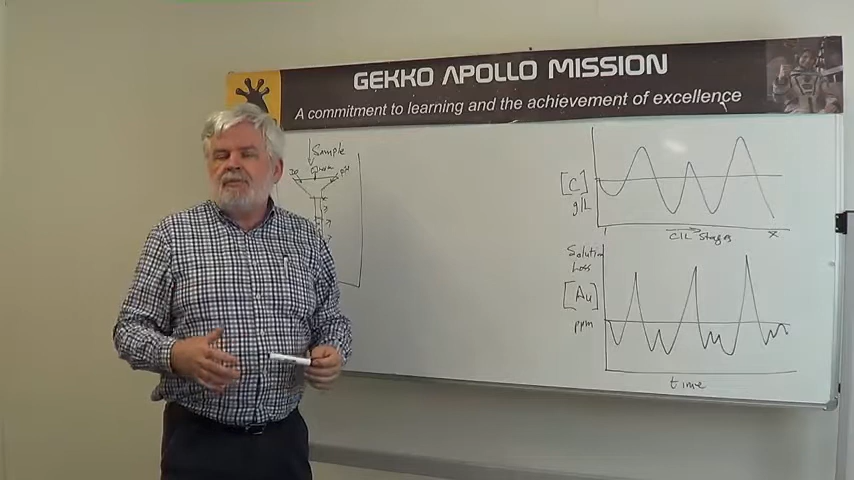 GEKKO APOLLO MISSION
A commitment to learning and the achievement of excellence
Sample
pH
[C]
g/L
CIL Stages
x
Solution
Loss
[Au]
ppm
time